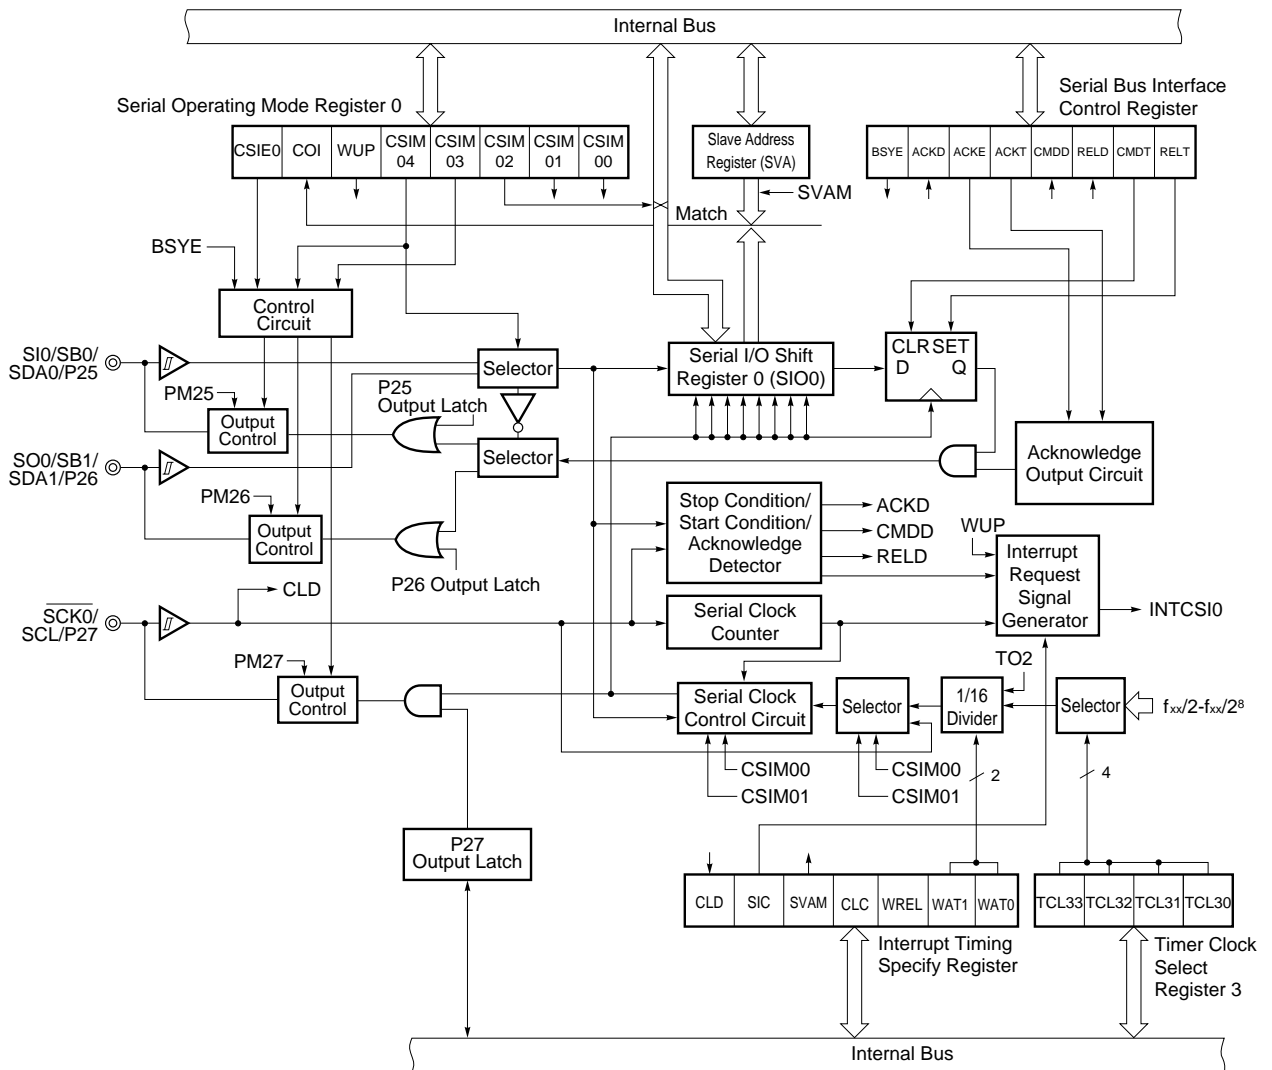 Internal Bus
Serial Operating Mode Register 0
CSIE0 COI WUP CSIM 04 CSIM 03 CSIM 02 CSIM 01 CSIM 00
Slave Address
Register (SVA)
Serial Bus Interface
Control Register
BSYE ACKD ACKE ACKT CMDD RELD CMDT RELT
SVAM
Match
BSYE
Control
Circuit
SI0/SB0/
SDA0/P25
PM25
Output
Control
P25
Output Latch
Selector
Selector
Serial I/O Shift
Register 0 (SIO0)
CLR SET
D Q
SO0/SB1/
SDA1/P26
PM26
Output
Control
P26 Output Latch
Acknowledge
Output Circuit
Stop Condition/
Start Condition/
Acknowledge
Detector
ACKD
CMDD
RELD
WUP
Interrupt
Request
Signal
Generator
INTCSI0
CLD
SCK0/
SCL/P27
Serial Clock
Counter
PM27
Output
Control
TO2
Serial Clock
Control Circuit
Selector
1/16
Divider
Selector
fxx/2-fxx/2⁸
CSIM00
CSIM01
CSIM00
CSIM01
2
4
P27
Output Latch
CLD SIC SVAM CLC WREL WAT1 WAT0
TCL33 TCL32 TCL31 TCL30
Interrupt Timing
Specify Register
Timer Clock
Select
Register 3
Internal Bus